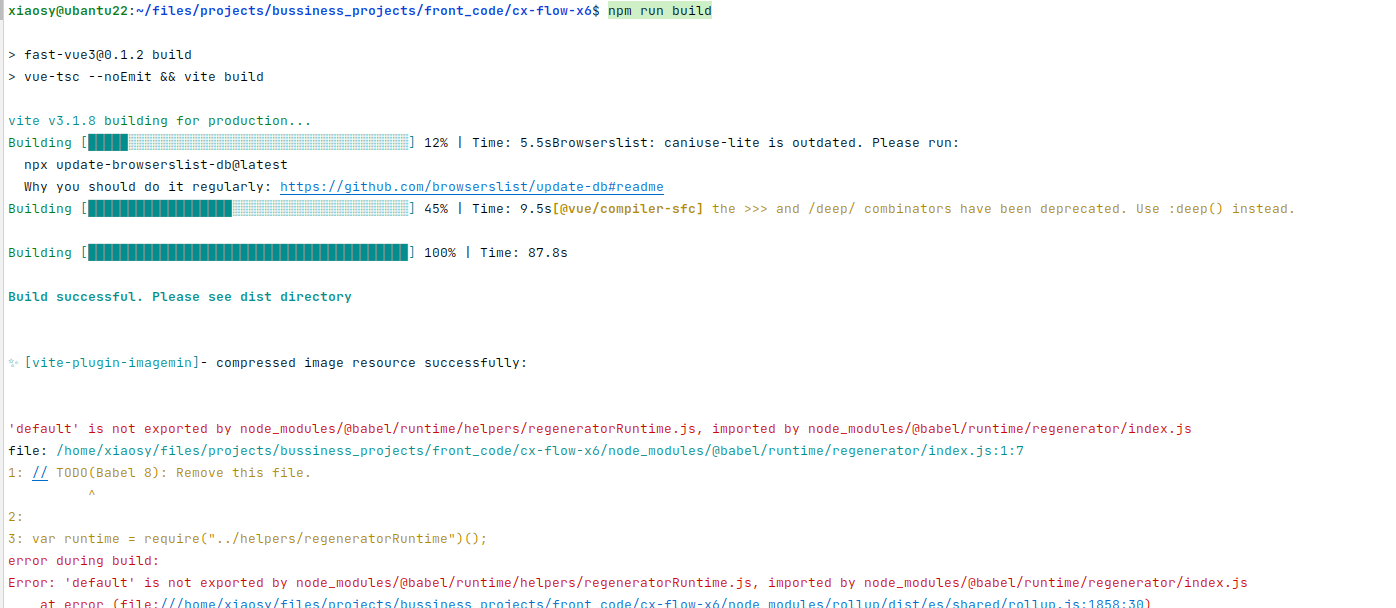 xiaosy@ubantu22:~/files/projects/bussiness_projects/front_code/cx-flow-x6$ npm run build
> fast-vue3@0.1.2 build
> vue-tsc --noEmit && vite build
vite v3.1.8 building for production...
Building [] 12% | Time: 5.5sBrowserslist: caniuse-lite is outdated. Please run:
npx update-browserslist-db@latest
Why you should do it regularly: https://github.com/browserslist/update-db#readme
Building [] 45% | Time: 9.5s[@vue/compiler-sfc] the >>> and /deep/ combinators have been deprecated. Use :deep() instead.
Building [] 100% | Time: 87.8s
Build successful. Please see dist directory
✨ [vite-plugin-imagemin]- compressed image resource successfully:
'default' is not exported by node_modules/@babel/runtime/helpers/regeneratorRuntime.js, imported by node_modules/@babel/runtime/regenerator/index.js
file: /home/xiaosy/files/projects/bussiness_projects/front_code/cx-flow-x6/node_modules/@babel/runtime/regenerator/index.js:1:7
1: // TODO(Babel 8): Remove this file.
^
2:
3: var runtime = require("../helpers/regeneratorRuntime")();
error during build:
Error: 'default' is not exported by node_modules/@babel/runtime/helpers/regeneratorRuntime.js, imported by node_modules/@babel/runtime/regenerator/index.js
at error (file:///home/xiaosy/files/projects/bussiness_projects/front_code/cx-flow-x6/node_modules/rollup/dist/es/shared/rollup.js:1858:30)